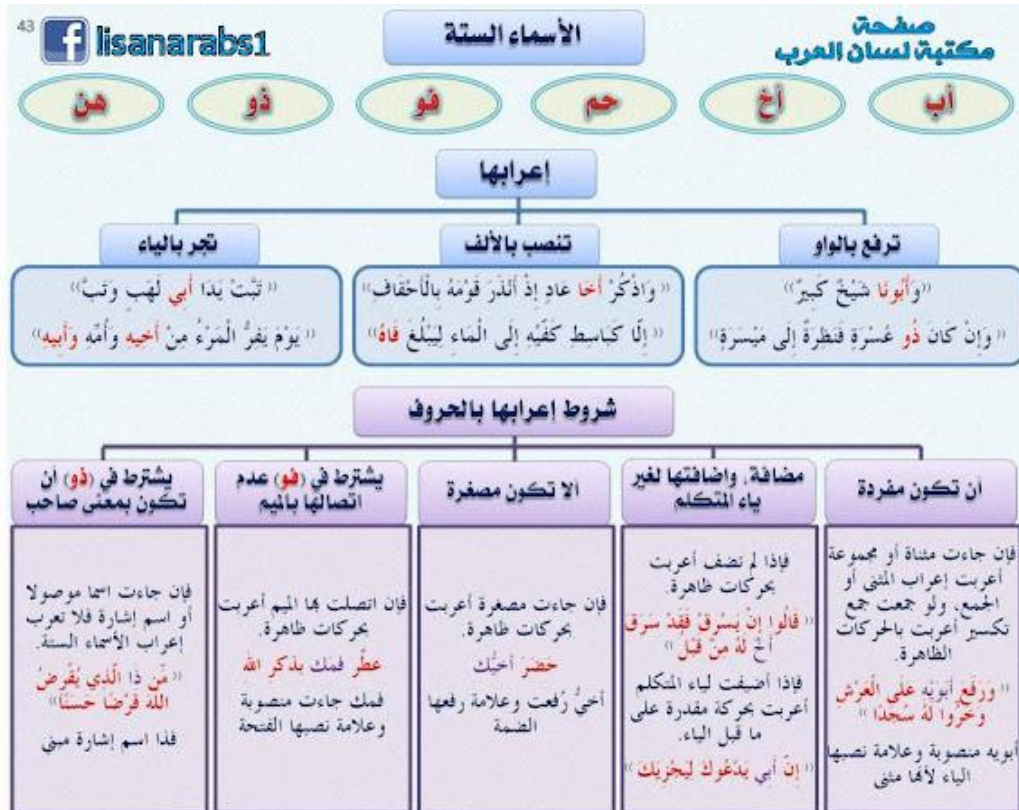 43
lisanarabs1
الأسماء الستة
صفحة
مكتبة لسان العرب
أب
أخ
حم
فو
ذو
هن
إعرابها
ترفع بالواو
تنصب بالألف
تجر بالياء
«وَأَبُونَا شَيْخٌ كَبِيرٌ»
«وَإِنْ كَانَ ذُو عُسْرَةٍ فَنَظِرَةٌ إِلَى مَيْسَرَةٍ»
«وَاذْكُرْ أَخَا عَادٍ إِذْ أَنْذَرَ قَوْمَهُ بِالْأَحْقَافِ»
«إِلَّا كَبَاسِطِ كَفَّيْهِ إِلَى الْمَاءِ لِيَبْلُغَ فَاهُ»
«تَبَّتْ يَدَا أَبِي لَهَبٍ وَتَبَّ»
«يَوْمَ يَفِرُّ الْمَرْءُ مِنْ أَخِيهِ وَأُمِّهِ وَأَبِيهِ»
شروط إعرابها بالحروف
أن تكون مفردة
فإن جاءت مثناة أو مجموعة
أعربت إعراب المثنى أو
الجمع، ولو جمعت جمع
تكسير أعربت بالحركات
الظاهرة.
«وَرَفَعَ أَبَوَيْهِ عَلَى الْعَرْشِ
وَخَرُّوا لَهُ سُجَّدًا»
أبويه منصوبة وعلامة نصبها
الياء لأنها مثنى
مضافة، واضافتها لغير
ياء المتكلم
فإذا لم تضف أعربت
بحركات ظاهرة.
«قَالُوا إِنْ يَسْرِقْ فَقَدْ سَرَقَ
أَخٌ لَهُ مِنْ قَبْلُ»
فإذا أضيفت لياء المتكلم
أعربت بحركة مقدرة على
ما قبل الياء.
«إِنَّ أَبِي يَدْعُوكَ لِيَجْزِيَكَ»
ألا تكون مصغرة
فإن جاءت مصغرة أعربت
بحركات ظاهرة.
حَضَرَ أُخَيُّك
أخيُّ رُفعت وعلامة رفعها
الضمة
يشترط في (فو) عدم
اتصالها بالميم
فإن اتصلت بها الميم أعربت
بحركات ظاهرة.
عطِّر فمَك بذكر الله
فمك جاءت منصوبة
وعلامة نصبها الفتحة
يشترط في (ذو) أن
تكون بمعنى صاحب
فإن جاءت اسما موصولا
أو اسم إشارة فلا تعرب
إعراب الأسماء الستة.
«مَّن ذَا الَّذِي يُقْرِضُ
اللَّهَ قَرْضًا حَسَنًا»
فذا اسم إشارة مبني